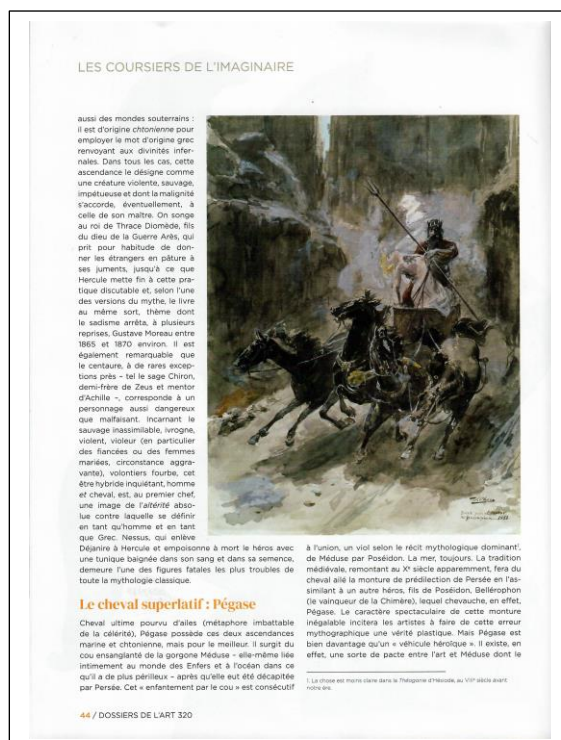 LES COURSIERS DE L'IMAGINAIRE
aussi des mondes souterrains :
il est d'origine chtonienne pour
employer le mot d'origine grec
renvoyant aux divinités infer-
nales. Dans tous les cas, cette
ascendance le désigne comme
une créature violente, sauvage,
impétueuse et dont la malignité
s'accorde, éventuellement, à
celle de son maître. On songe
au roi de Thrace Diomède, fils
du dieu de la Guerre Arès, qui
prit pour habitude de don-
ner les étrangers en pâture à
ses juments, jusqu'à ce que
Hercule mette fin à cette pra-
tique discutable et, selon l'une
des versions du mythe, le livre
au même sort, thème dont
le sadisme arrêta, à plusieurs
reprises, Gustave Moreau entre
1865 et 1870 environ. Il est
également remarquable que
le centaure, à de rares excep-
tions près – tel le sage Chiron,
demi-frère de Zeus et mentor
d'Achille –, corresponde à un
personnage aussi dangereux
que malfaisant. Incarnant le
sauvage inassimilable, ivrogne,
violent, violeur (en particulier
des fiancées ou des femmes
mariées, circonstance aggra-
vante), volontiers fourbe, cet
être hybride inquiétant, homme
et cheval, est, au premier chef,
une image de l'altérité abso-
lue contre laquelle se définir
en tant qu'homme et en tant
que Grec. Nessus, qui enlève
Déjanire à Hercule et empoisonne à mort le héros avec
une tunique baignée dans son sang et dans sa semence,
demeure l'une des figures fatales les plus troubles de
toute la mythologie classique.
Le cheval superlatif : Pégase
Cheval ultime pourvu d'ailes (métaphore imbattable
de la célérité), Pégase possède ces deux ascendances
marine et chtonienne, mais pour le meilleur. Il surgit du
cou ensanglanté de la gorgone Méduse – elle-même liée
intimement au monde des Enfers et à l'océan dans ce
qu'il a de plus périlleux – après qu'elle eut été décapitée
par Persée. Cet « enfantement par le cou » est consécutif
à l'union, un viol selon le récit mythologique dominant¹,
de Méduse par Poséidon. La mer, toujours. La tradition
médiévale, remontant au Xᵉ siècle apparemment, fera du
cheval ailé la monture de prédilection de Persée en l'as-
similant à un autre héros, fils de Poséidon, Bellérophon
(le vainqueur de la Chimère), lequel chevauche, en effet,
Pégase. Le caractère spectaculaire de cette monture
inégalable incitera les artistes à faire de cette erreur
mythographique une vérité plastique. Mais Pégase est
bien davantage qu'un « véhicule héroïque ». Il existe, en
effet, une sorte de pacte entre l'art et Méduse dont le
1. La chose est moins claire dans la Théogonie d'Hésiode, au VIIIᵉ siècle avant
notre ère.
44 / DOSSIERS DE L'ART 320